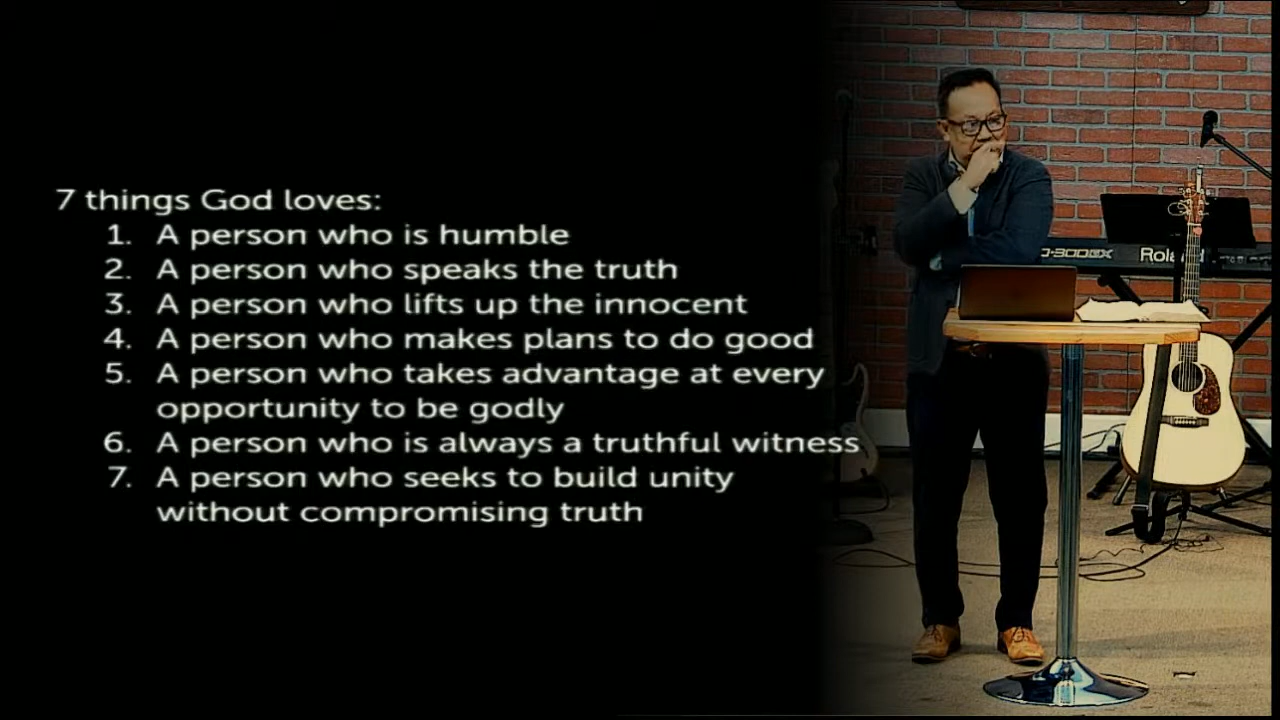 7 things God loves:
1. A person who is humble
2. A person who speaks the truth
3. A person who lifts up the innocent
4. A person who makes plans to do good
5. A person who takes advantage at every
opportunity to be godly
6. A person who is always a truthful witness
7. A person who seeks to build unity
without compromising truth
Roland